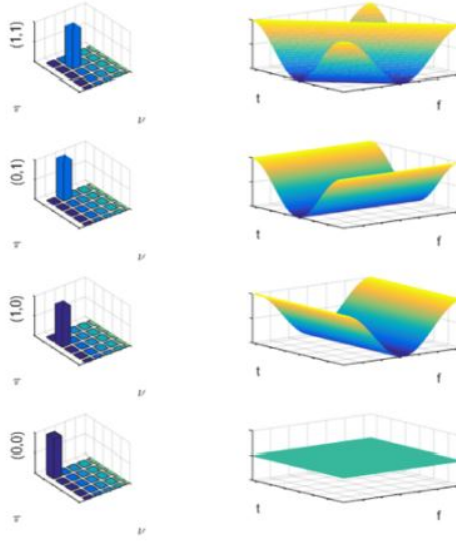 (1,1)
τ
ν
t
f
(0,1)
τ
ν
t
f
(1,0)
τ
ν
t
f
(0,0)
τ
ν
t
f